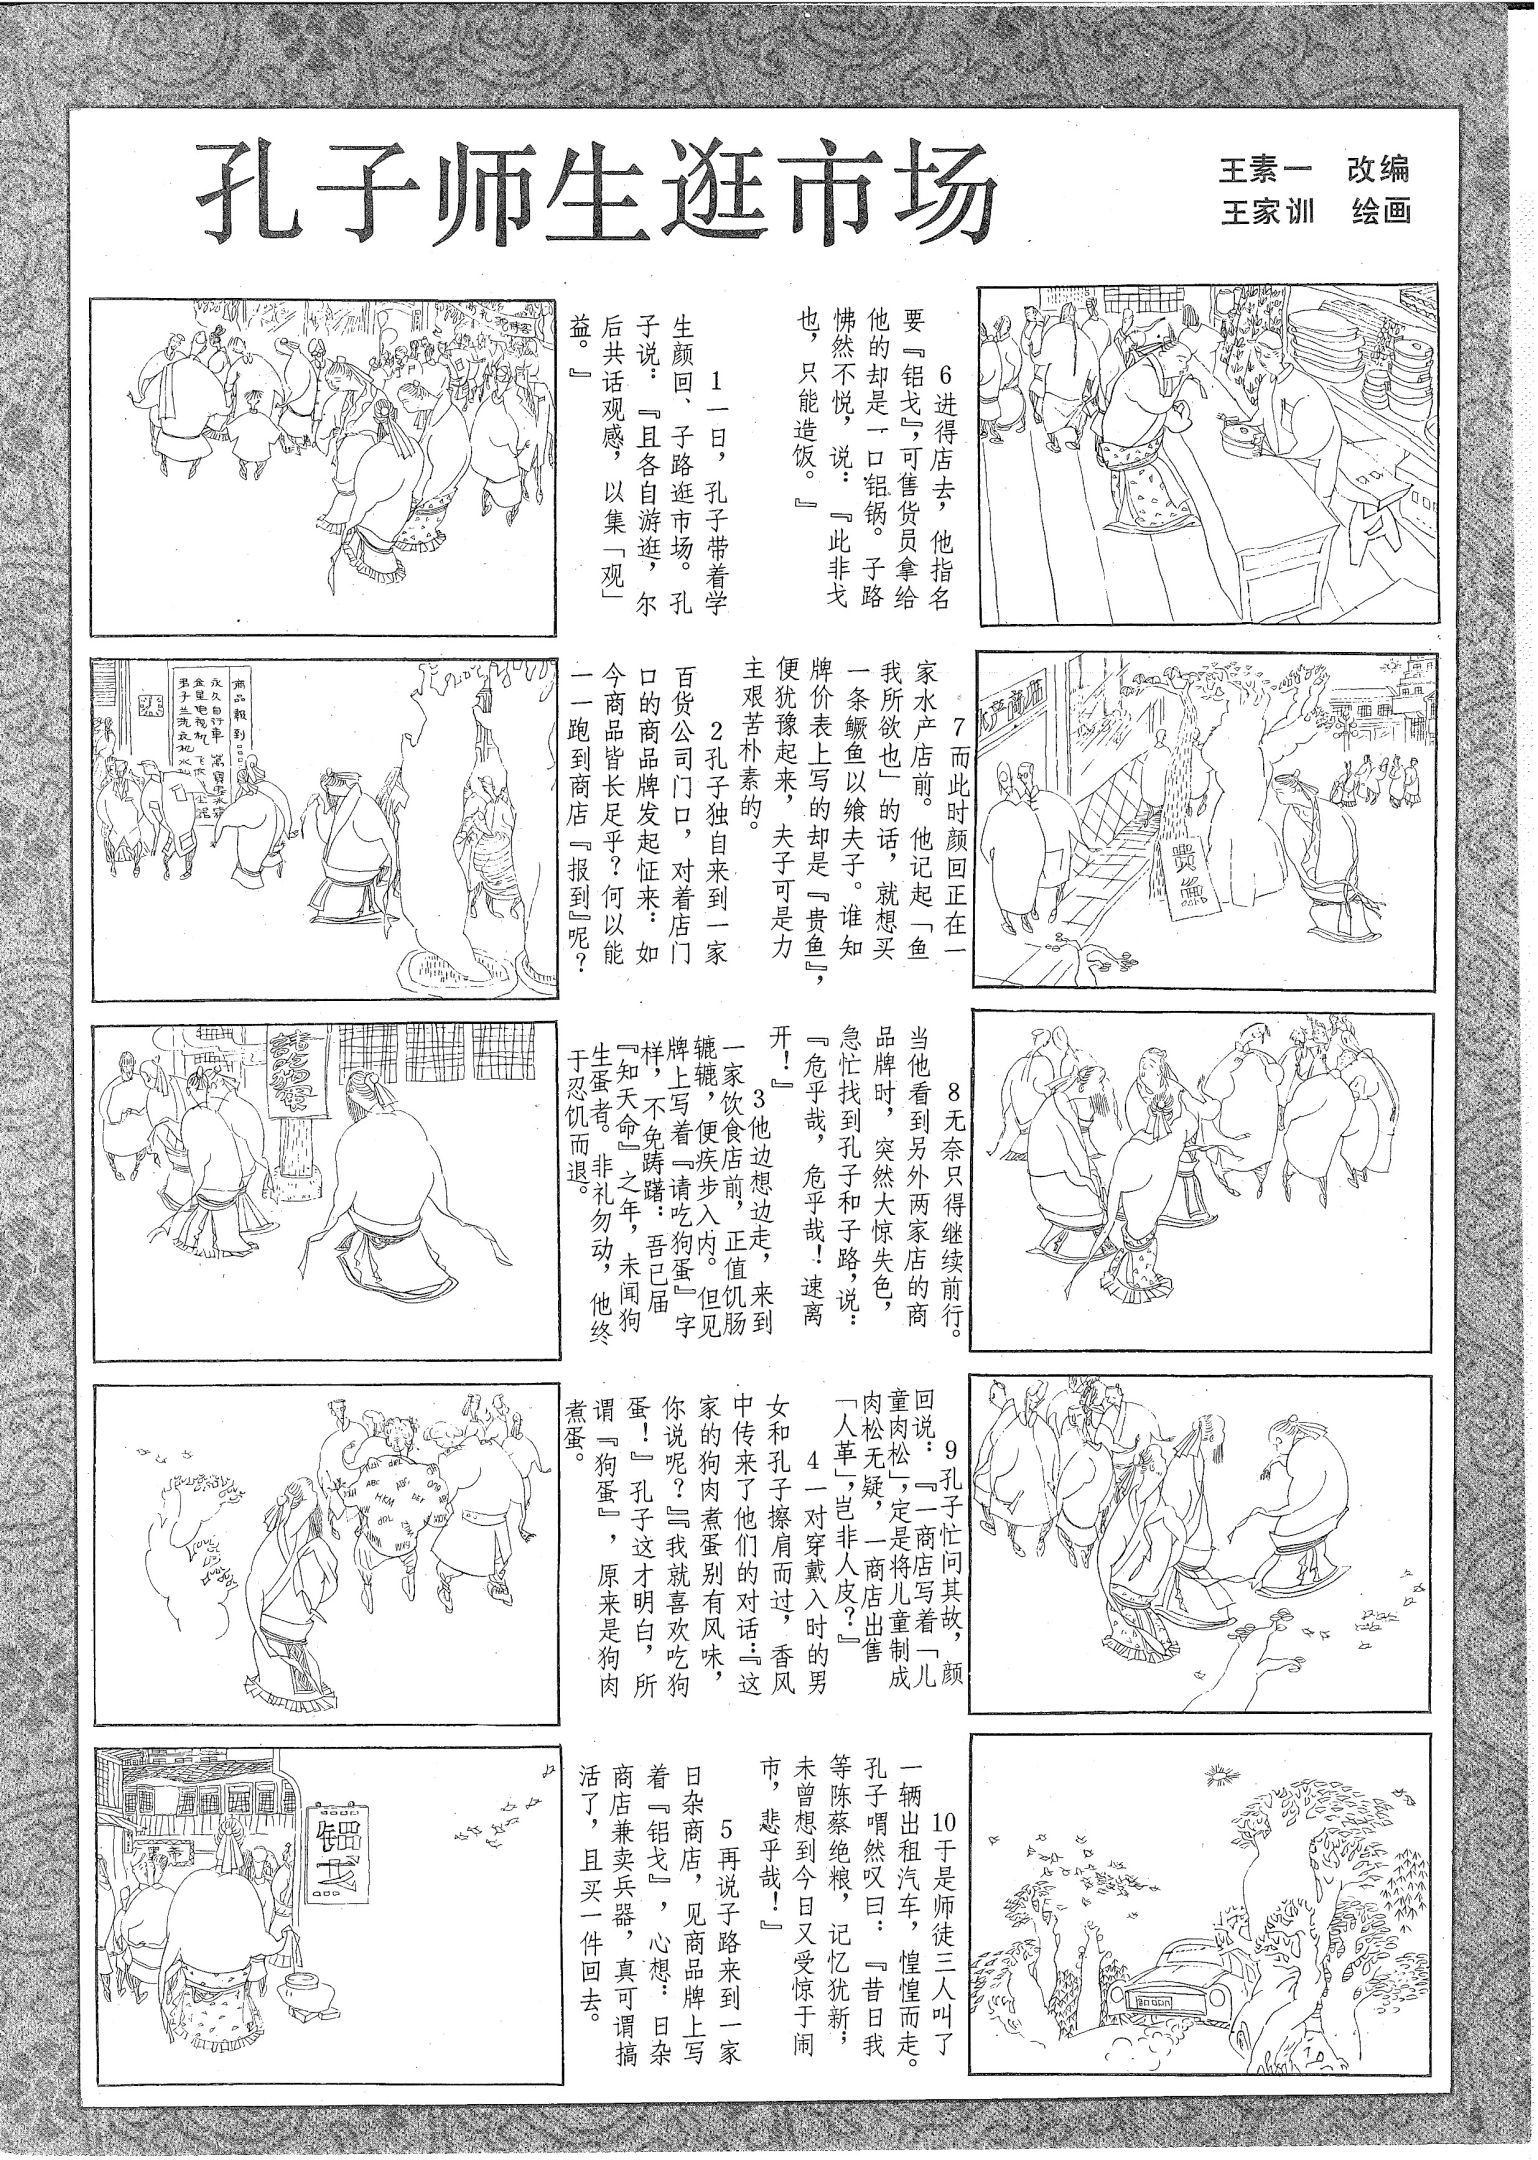 孔子师生逛市场
王素一　改编
王家训　绘画
1 一日，孔子带着学
生颜回、子路逛市场。孔
子说：『且各自游逛，尔
后共话观感，以集「观」
益。』
商品報到
永久自行車
金星电视机
2 孔子独自来到一家
百货公司门口，对着店门
口的商品牌发起怔来：如
今商品皆长足乎？何以能
一一跑到商店『报到』呢？
請吃狗蛋
3 他边想边走，来到
一家饮食店前，正值饥肠
辘辘，便疾步入内。但见
牌上写着『请吃狗蛋』字
样，不免踌躇：吾已届
『知天命』之年，未闻狗
生蛋者。非礼勿动，他终
于忍饥而退。
4 一对穿戴入时的男
女和孔子擦肩而过，香风
中传来了他们的对话：『这
家的狗肉煮蛋别有风味，
你说呢？』『我就喜欢吃狗
蛋！』孔子这才明白，所
谓『狗蛋』，原来是狗肉
煮蛋。
铝戈
5 再说子路来到一家
日杂商店，见商品牌上写
着『铝戈』，心想：日杂
商店兼卖兵器，真可谓搞
活了，且买一件回去。
6 进得店去，他指名
要『铝戈』，可售货员拿给
他的却是一口铝锅。子路
怫然不悦，说：『此非戈
也，只能造饭。』
水产商店
贵鱼
7 而此时颜回正在一
家水产店前。他记起「鱼
我所欲也」的话，就想买
一条鳜鱼以飨夫子。谁知
牌价表上写的却是『贵鱼』，
便犹豫起来，夫子可是力
主艰苦朴素的。
8 无奈只得继续前行。
当他看到另外两家店的商
品牌时，突然大惊失色，
急忙找到孔子和子路，说：
『危乎哉，危乎哉！速离
开！』
9 孔子忙问其故，颜
回说：『一商店写着「儿
童肉松」，定是将儿童制成
肉松无疑，一商店出售
「人革」，岂非人皮？』
10 于是师徒三人叫了
一辆出租汽车，惶惶而走。
孔子喟然叹曰：『昔日我
等陈蔡绝粮，记忆犹新；
未曾想到今日又受惊于闹
市，悲乎哉！』